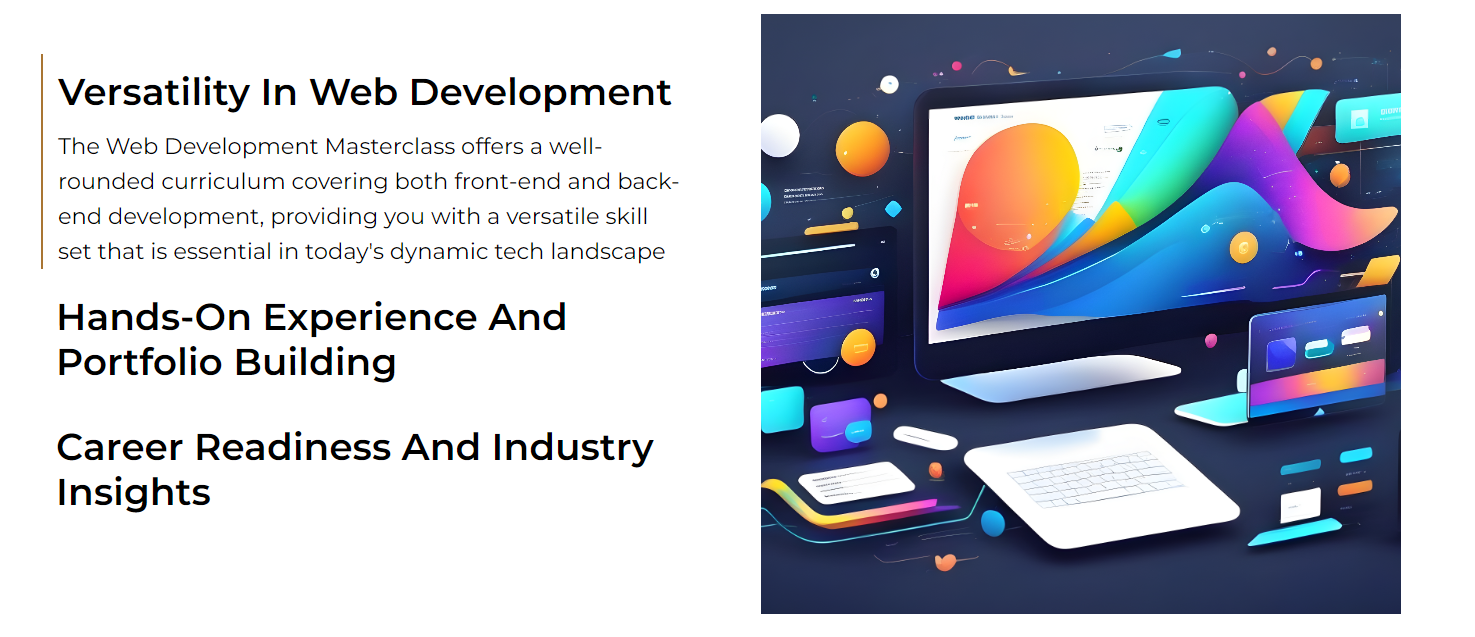 Versatility In Web Development
The Web Development Masterclass offers a well-
rounded curriculum covering both front-end and back-
end development, providing you with a versatile skill
set that is essential in today's dynamic tech landscape
Hands-On Experience And
Portfolio Building
Career Readiness And Industry
Insights